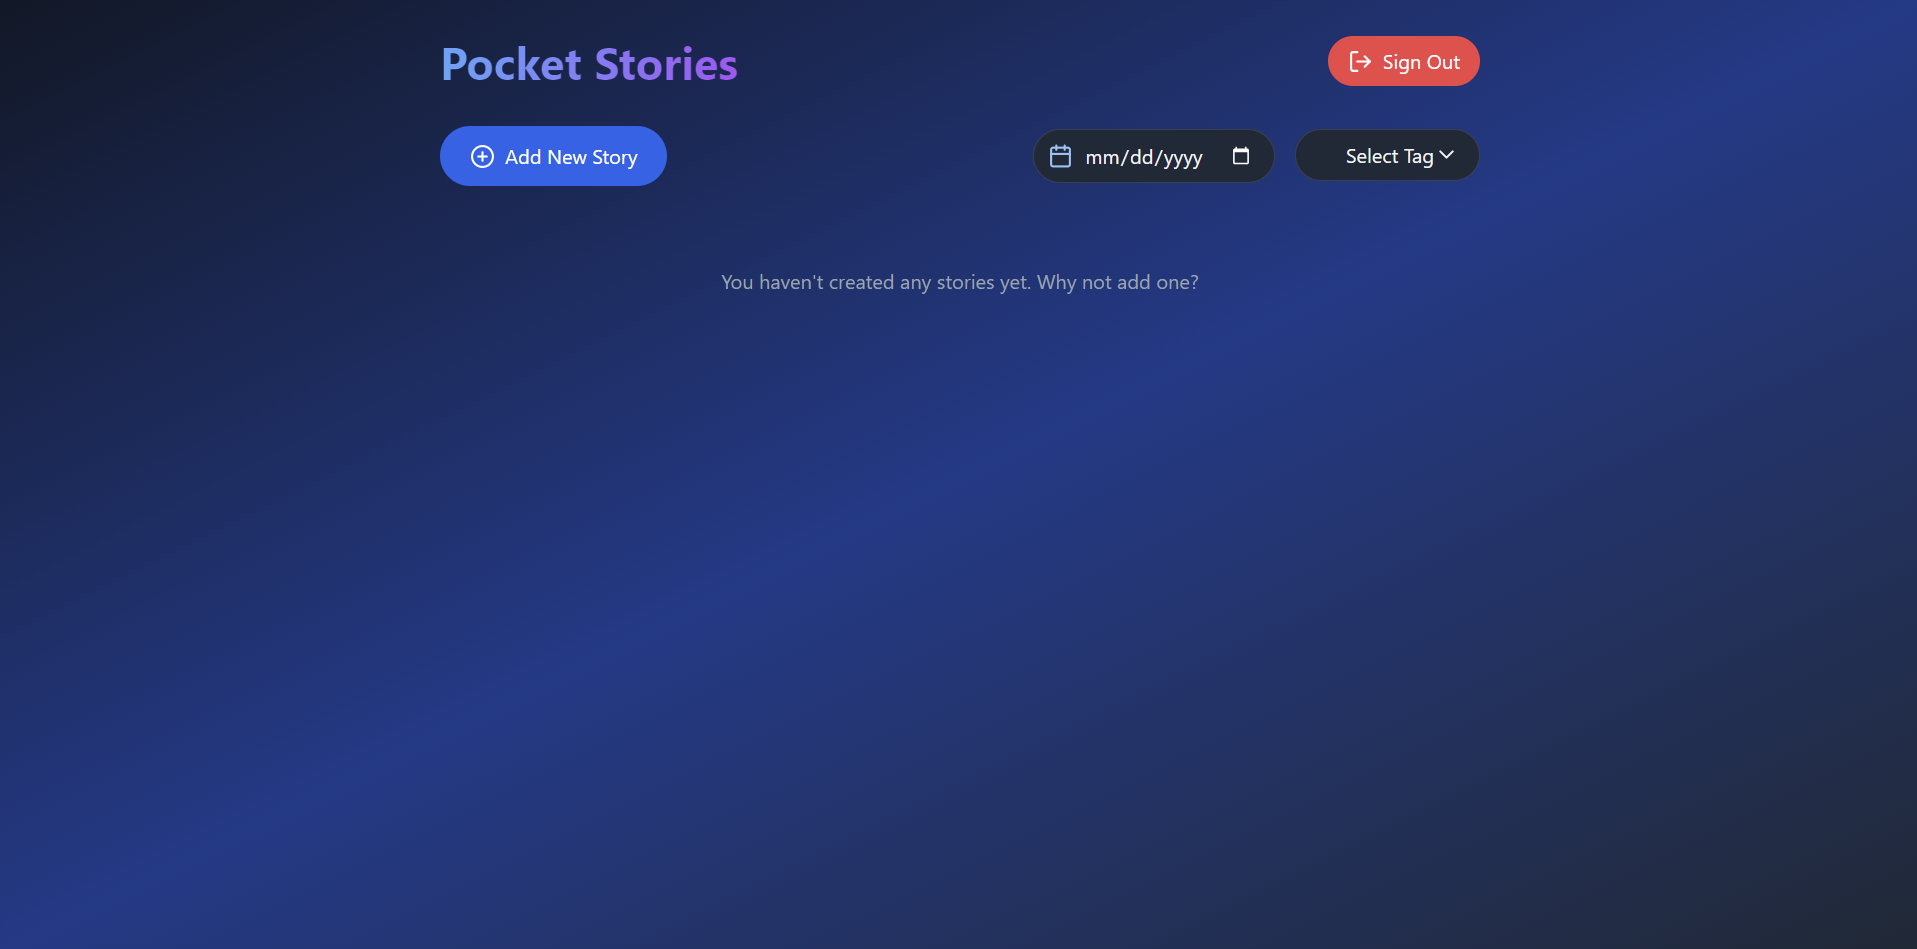 Pocket Stories
Sign Out
Add New Story
mm/dd/yyyy
Select Tag
You haven't created any stories yet. Why not add one?